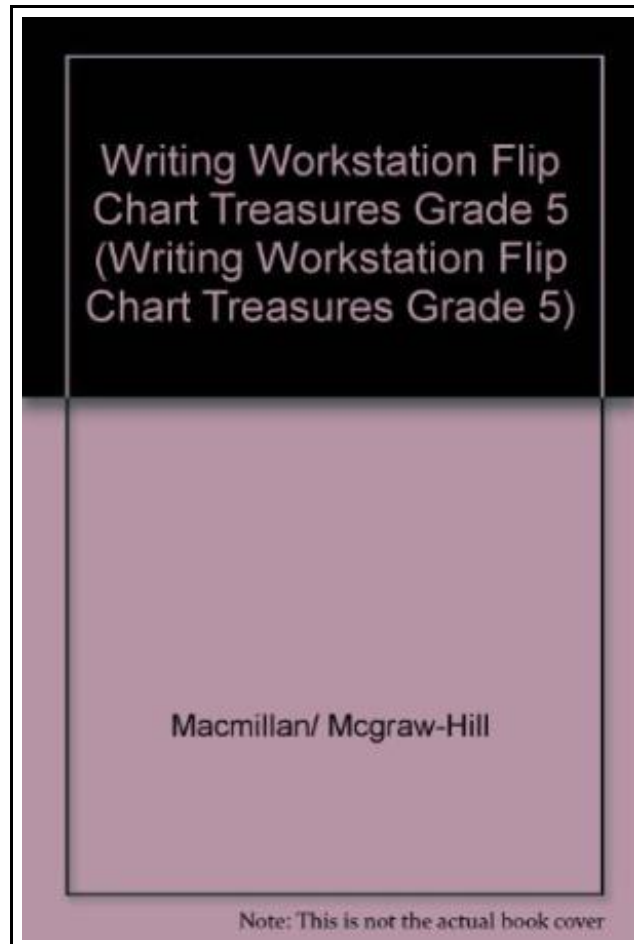 Writing Workstation Flip
Chart Treasures Grade 5
(Writing Workstation Flip
Chart Treasures Grade 5)
Macmillan/ Mcgraw-Hill
Note: This is not the actual book cover